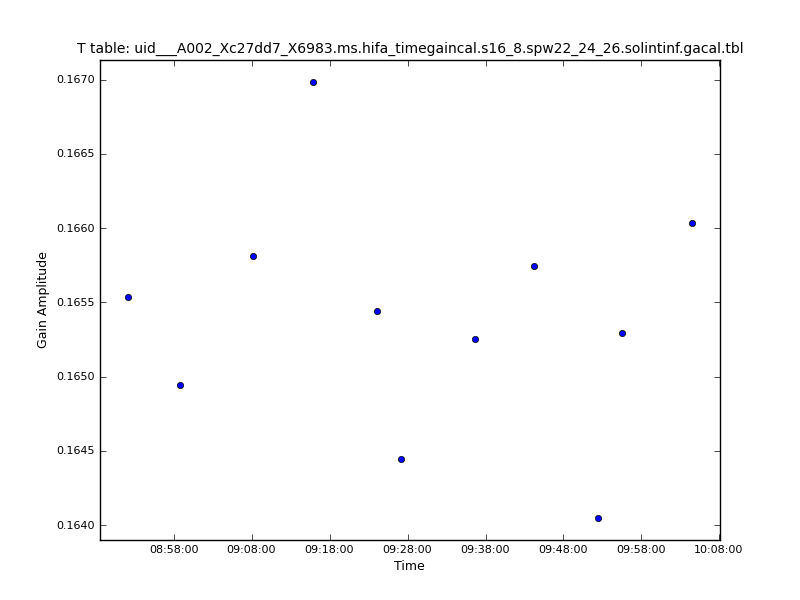 T table: uid___A002_Xc27dd7_X6983.ms.hifa_timegaincal.s16_8.spw22_24_26.solintinf.gacal.tbl
0.1670
0.1665
0.1660
0.1655
0.1650
0.1645
0.1640
Gain Amplitude
08:58:00 09:08:00 09:18:00 09:28:00 09:38:00 09:48:00 09:58:00 10:08:00
Time